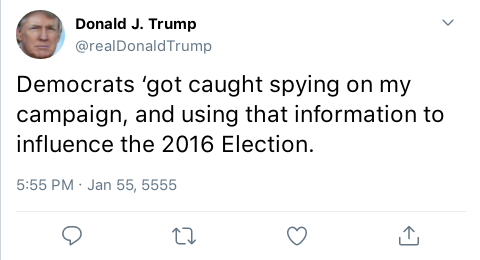 Donald J. Trump
@realDonaldTrump
Democrats ‘got caught spying on my
campaign, and using that information to
influence the 2016 Election.
5:55 PM · Jan 55, 5555